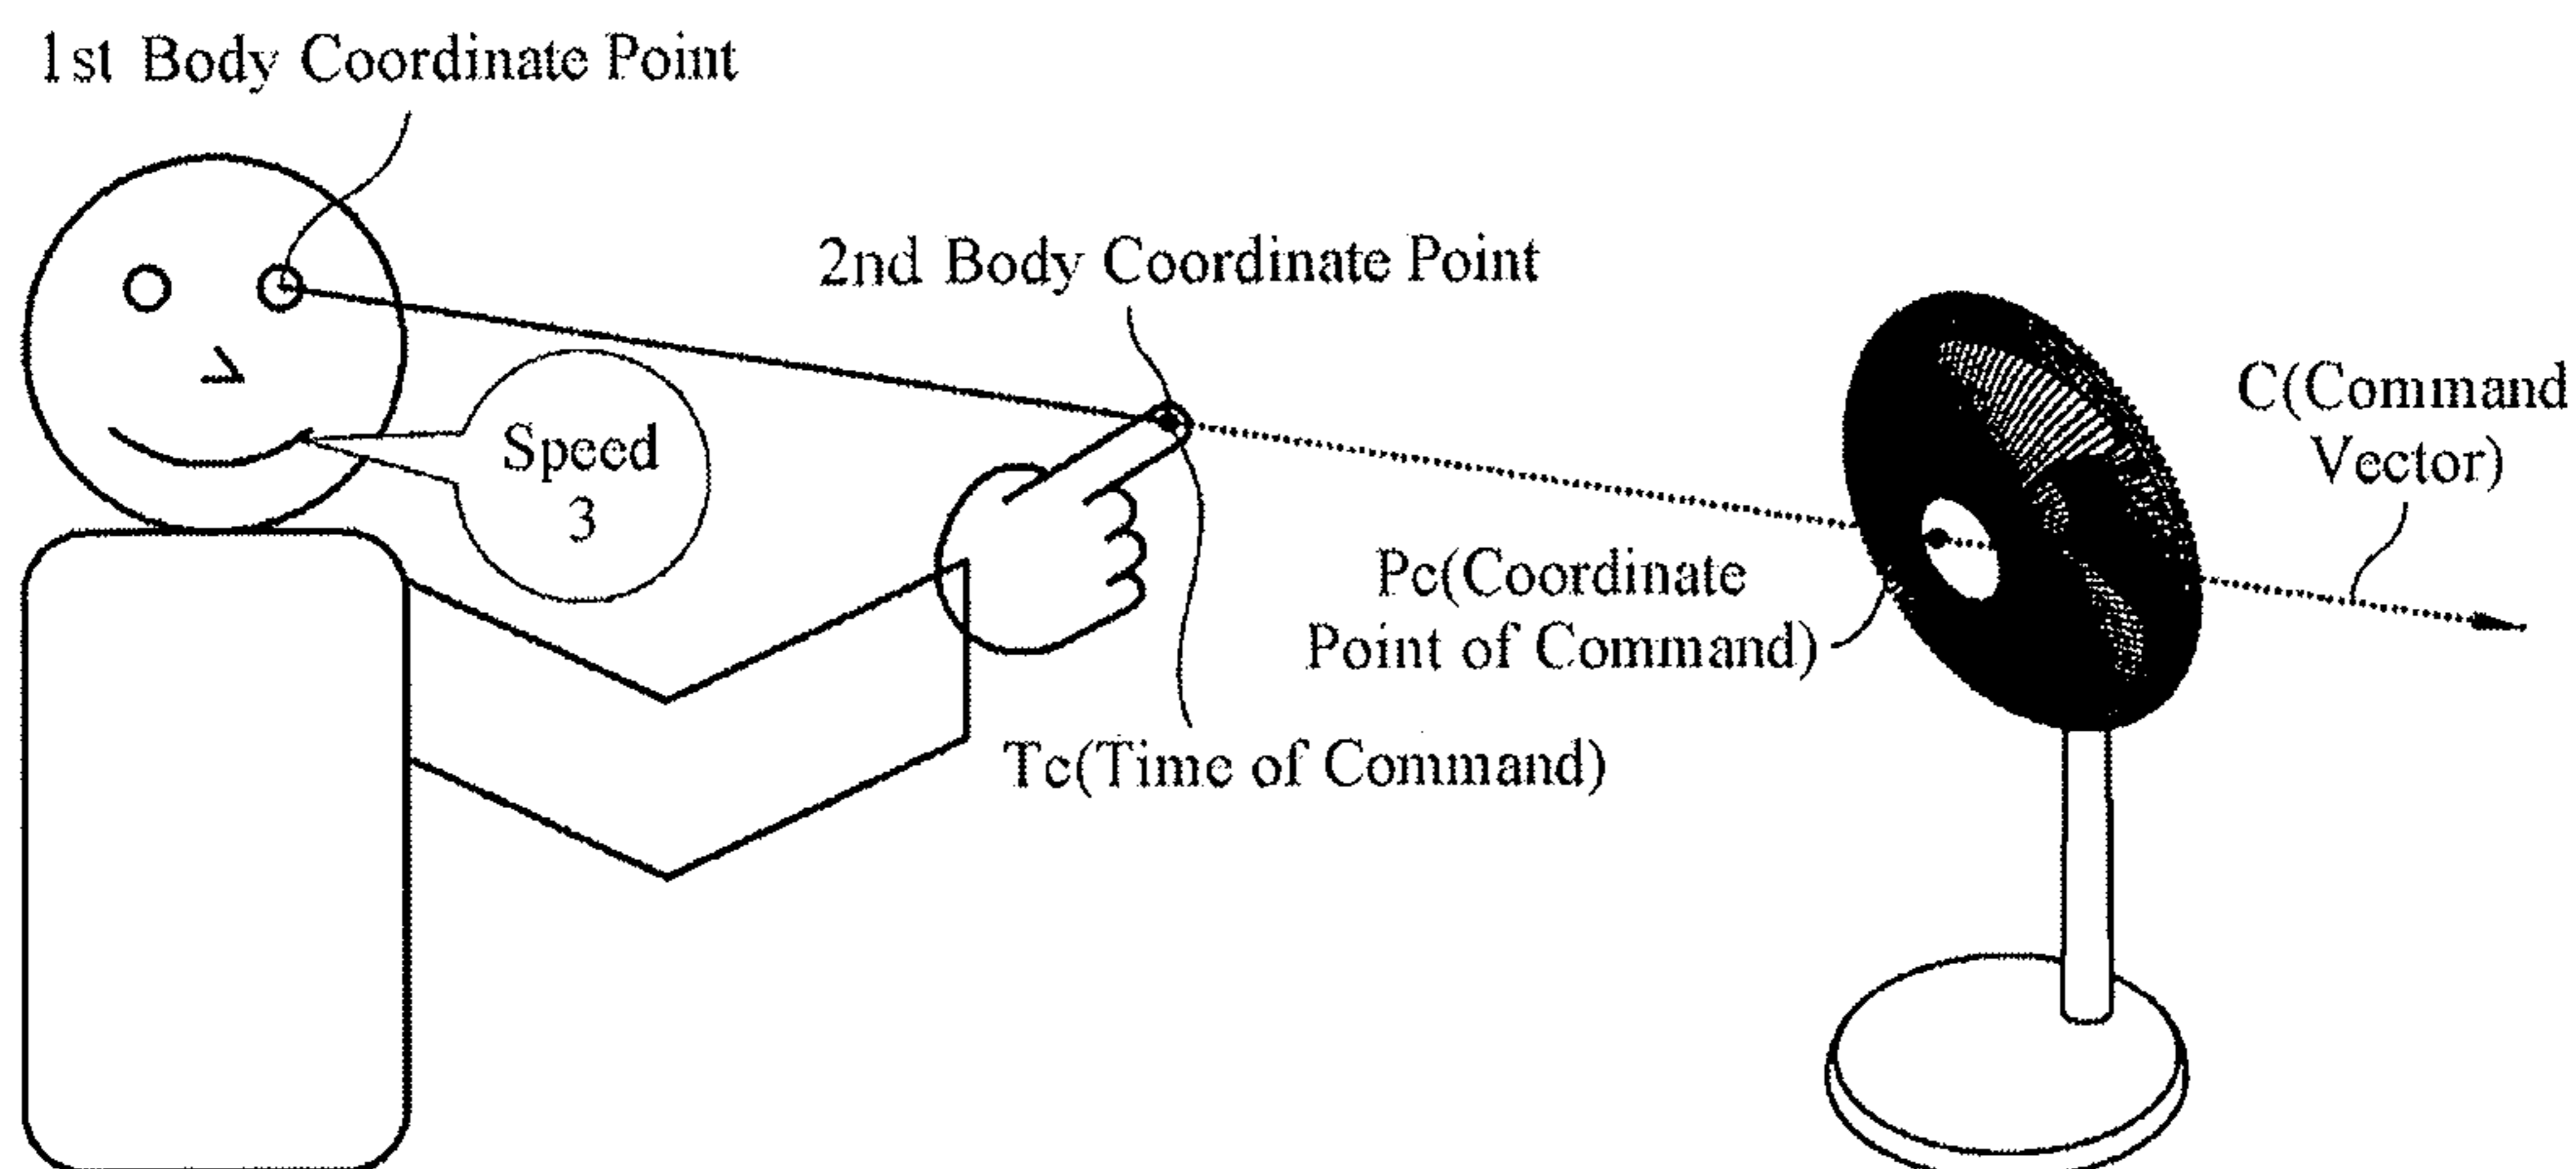 1st Body Coordinate Point
2nd Body Coordinate Point
C(Command
Vector)
Speed
3
Pc(Coordinate
Point of Command)
Tc(Time of Command)